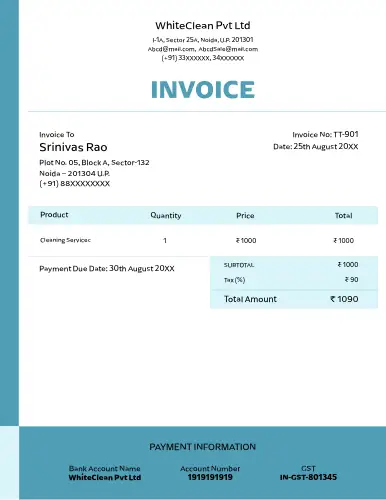 WhiteClean Pvt Ltd
I-1A, Sector 25A, Noida, U.P. 201301
Abcd@mail.com, AbcdSale@mail.com
(+91) 33XXXXXX, 34XXXXXX
INVOICE
Invoice To
Srinivas Rao
Plot No. 05, Block A, Sector-132
Noida – 201304 U.P.
(+91) 88XXXXXXXX
Invoice No: TT-901
Date: 25th August 20XX
Product Quantity Price Total
Cleaning Services 1 ₹1000 ₹1000
Payment Due Date: 30th August 20XX
SUBTOTAL ₹1000
Tax (%) ₹ 90
Total Amount ₹ 1090
PAYMENT INFORMATION
Bank Account Name Account Number GST
WhiteClean Pvt Ltd 1919191919 IN-GST-801345